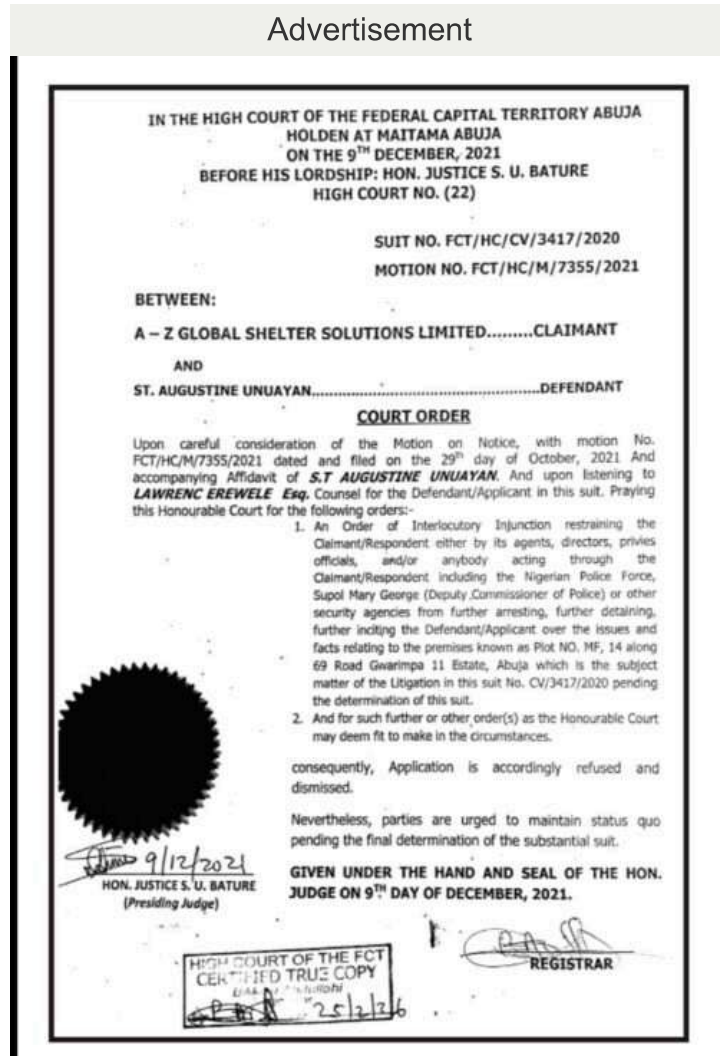 Advertisement
IN THE HIGH COURT OF THE FEDERAL CAPITAL TERRITORY ABUJA
HOLDEN AT MAITAMA ABUJA
ON THE 9TH DECEMBER, 2021
BEFORE HIS LORDSHIP: HON. JUSTICE S. U. BATURE
HIGH COURT NO. (22)
SUIT NO. FCT/HC/CV/3417/2020
MOTION NO. FCT/HC/M/7355/2021
BETWEEN:
A – Z GLOBAL SHELTER SOLUTIONS LIMITED.........CLAIMANT
AND
ST. AUGUSTINE UNUAYAN..................................................DEFENDANT
COURT ORDER
Upon careful consideration of the Motion on Notice, with motion No.
FCT/HC/M/7355/2021 dated and filed on the 29th day of October, 2021 And
accompanying Affidavit of S.T AUGUSTINE UNUAYAN. And upon listening to
LAWRENC EREWELE Esq. Counsel for the Defendant/Applicant in this suit. Praying
this Honourable Court for the following orders:-
1. An Order of Interlocutory Injunction restraining the
Claimant/Respondent either by its agents, directors, privies
officials, and/or anybody acting through the
Claimant/Respondent including the Nigerian Police Force,
Supol Mary George (Deputy Commissioner of Police) or other
security agencies from further arresting, further detaining,
further inciting the Defendant/Applicant over the issues and
facts relating to the premises known as Plot NO. MF, 14 along
69 Road Gwarimpa 11 Estate, Abuja which is the subject
matter of the Litigation in this suit No. CV/3417/2020 pending
the determination of this suit.
2. And for such further or other order(s) as the Honourable Court
may deem fit to make in the circumstances.
consequently, Application is accordingly refused and
dismissed.
Nevertheless, parties are urged to maintain status quo
pending the final determination of the substantial suit.
GIVEN UNDER THE HAND AND SEAL OF THE HON.
JUDGE ON 9TH DAY OF DECEMBER, 2021.
9/12/2021
HON. JUSTICE S. U. BATURE
(Presiding Judge)
REGISTRAR
HIGH COURT OF THE FCT
CERTIFIED TRUE COPY
25/2/26